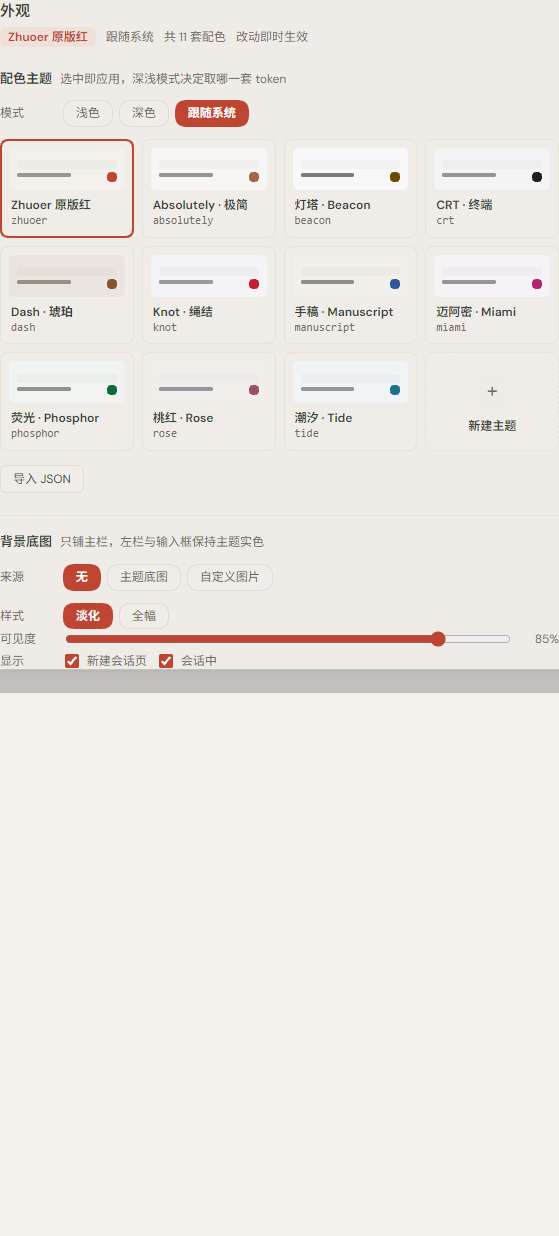 外观
Zhuoer 原版红 跟随系统 共 11 套配色 改动即时生效
配色主题 选中即应用，深浅模式决定取哪一套 token
模式 浅色 深色 跟随系统
Zhuoer 原版红 Absolutely · 极简 灯塔 · Beacon CRT · 终端
zhuoer absolutely beacon crt
Dash · 琥珀 Knot · 绳结 手稿 · Manuscript 迈阿密 · Miami
dash knot manuscript miami
荧光 · Phosphor 桃红 · Rose 潮汐 · Tide +
phosphor rose tide 新建主题
导入 JSON
背景底图 只铺主栏，左栏与输入框保持主题实色
来源 无 主题底图 自定义图片
样式 淡化 全幅
可见度 85%
显示 新建会话页 会话中